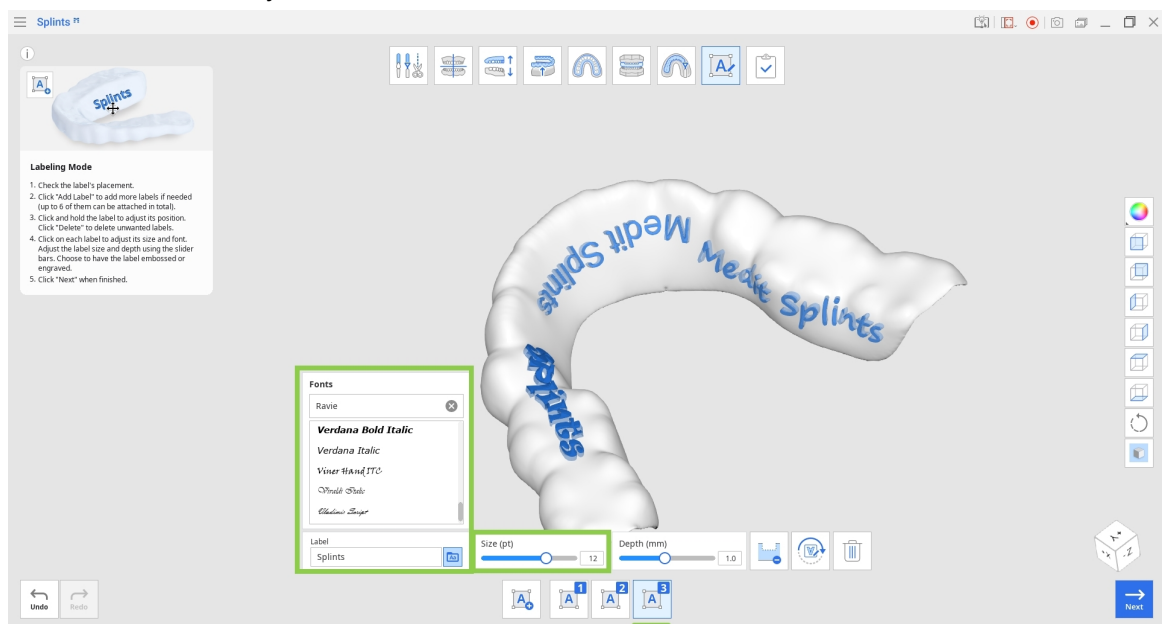 Splints
Splints
Labeling Mode
1. Check the label's placement.
2. Click "Add Label" to add more labels if needed
(up to 6 of them can be attached in total).
3. Click and hold the label to adjust its position.
Click "Delete" to delete unwanted labels.
4. Click on each label to adjust its size and font.
Adjust the label size and depth using the slider
bars. Choose to have the label embossed or
engraved.
5. Click "Next" when finished.
Medit Splints
Medit Splints
Splints
Fonts
Ravie
Verdana Bold Italic
Verdana Italic
Viner Hand ITC
Vivaldi Italic
Vladimir Script
Label
Splints
Size (pt)
12
Depth (mm)
1.0
Undo
Redo
A
A 1
A 2
A 3
Next